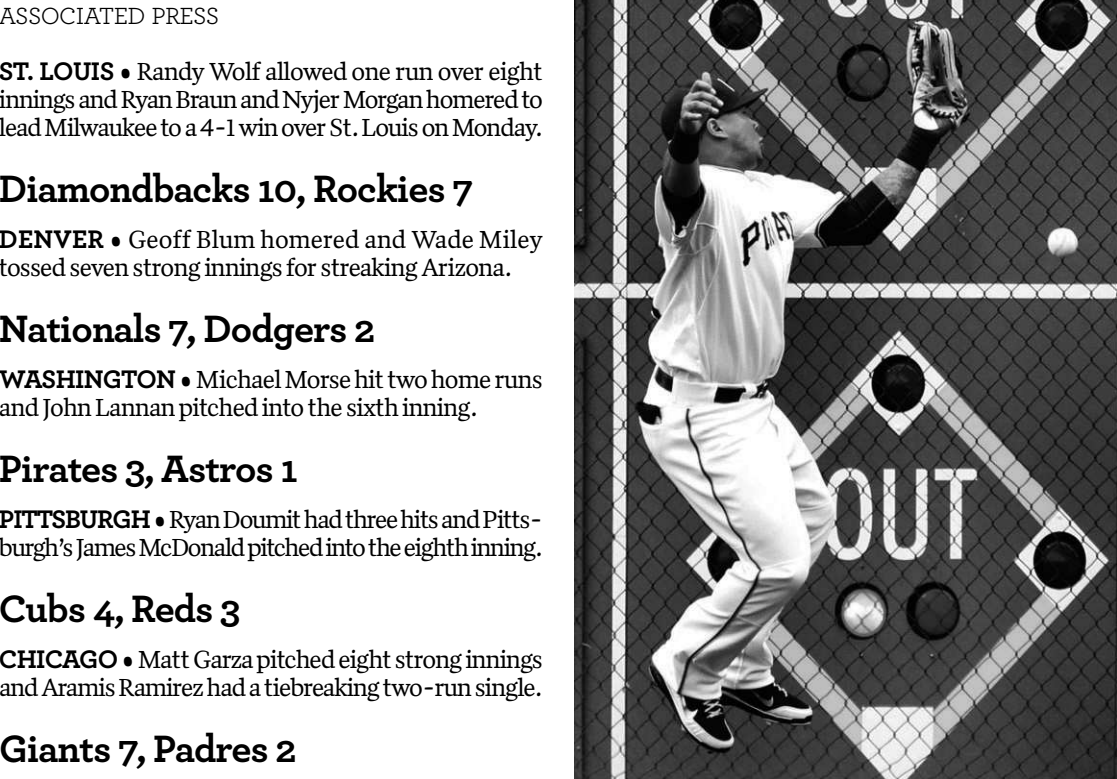 ASSOCIATED PRESS
ST. LOUIS • Randy Wolf allowed one run over eight
innings and Ryan Braun and Nyjer Morgan homered to
lead Milwaukee to a 4-1 win over St. Louis on Monday.
Diamondbacks 10, Rockies 7
DENVER • Geoff Blum homered and Wade Miley
tossed seven strong innings for streaking Arizona.
Nationals 7, Dodgers 2
WASHINGTON • Michael Morse hit two home runs
and John Lannan pitched into the sixth inning.
Pirates 3, Astros 1
PITTSBURGH • Ryan Doumit had three hits and Pitts-
burgh’s James McDonald pitched into the eighth inning.
Cubs 4, Reds 3
CHICAGO • Matt Garza pitched eight strong innings
and Aramis Ramirez had a tiebreaking two-run single.
Giants 7, Padres 2
OUT
PIRAT
OUT